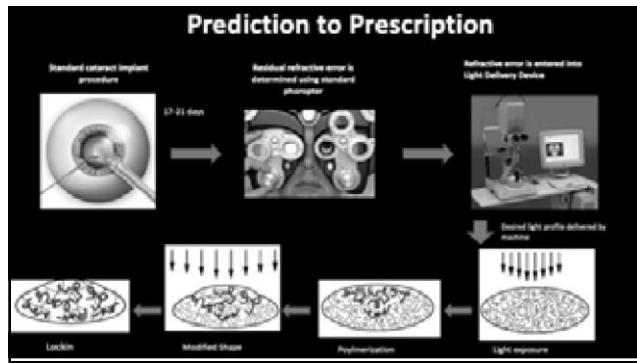 Prediction to Prescription
Standard cataract implant
procedure
17-21 days
Residual refractive error is
determined using standard
phoropter
Refractive error is entered into
Light Delivery Device
Desired light profile delivered by
machine
Light exposure
Poylmerization
Modified Shape
Lockin